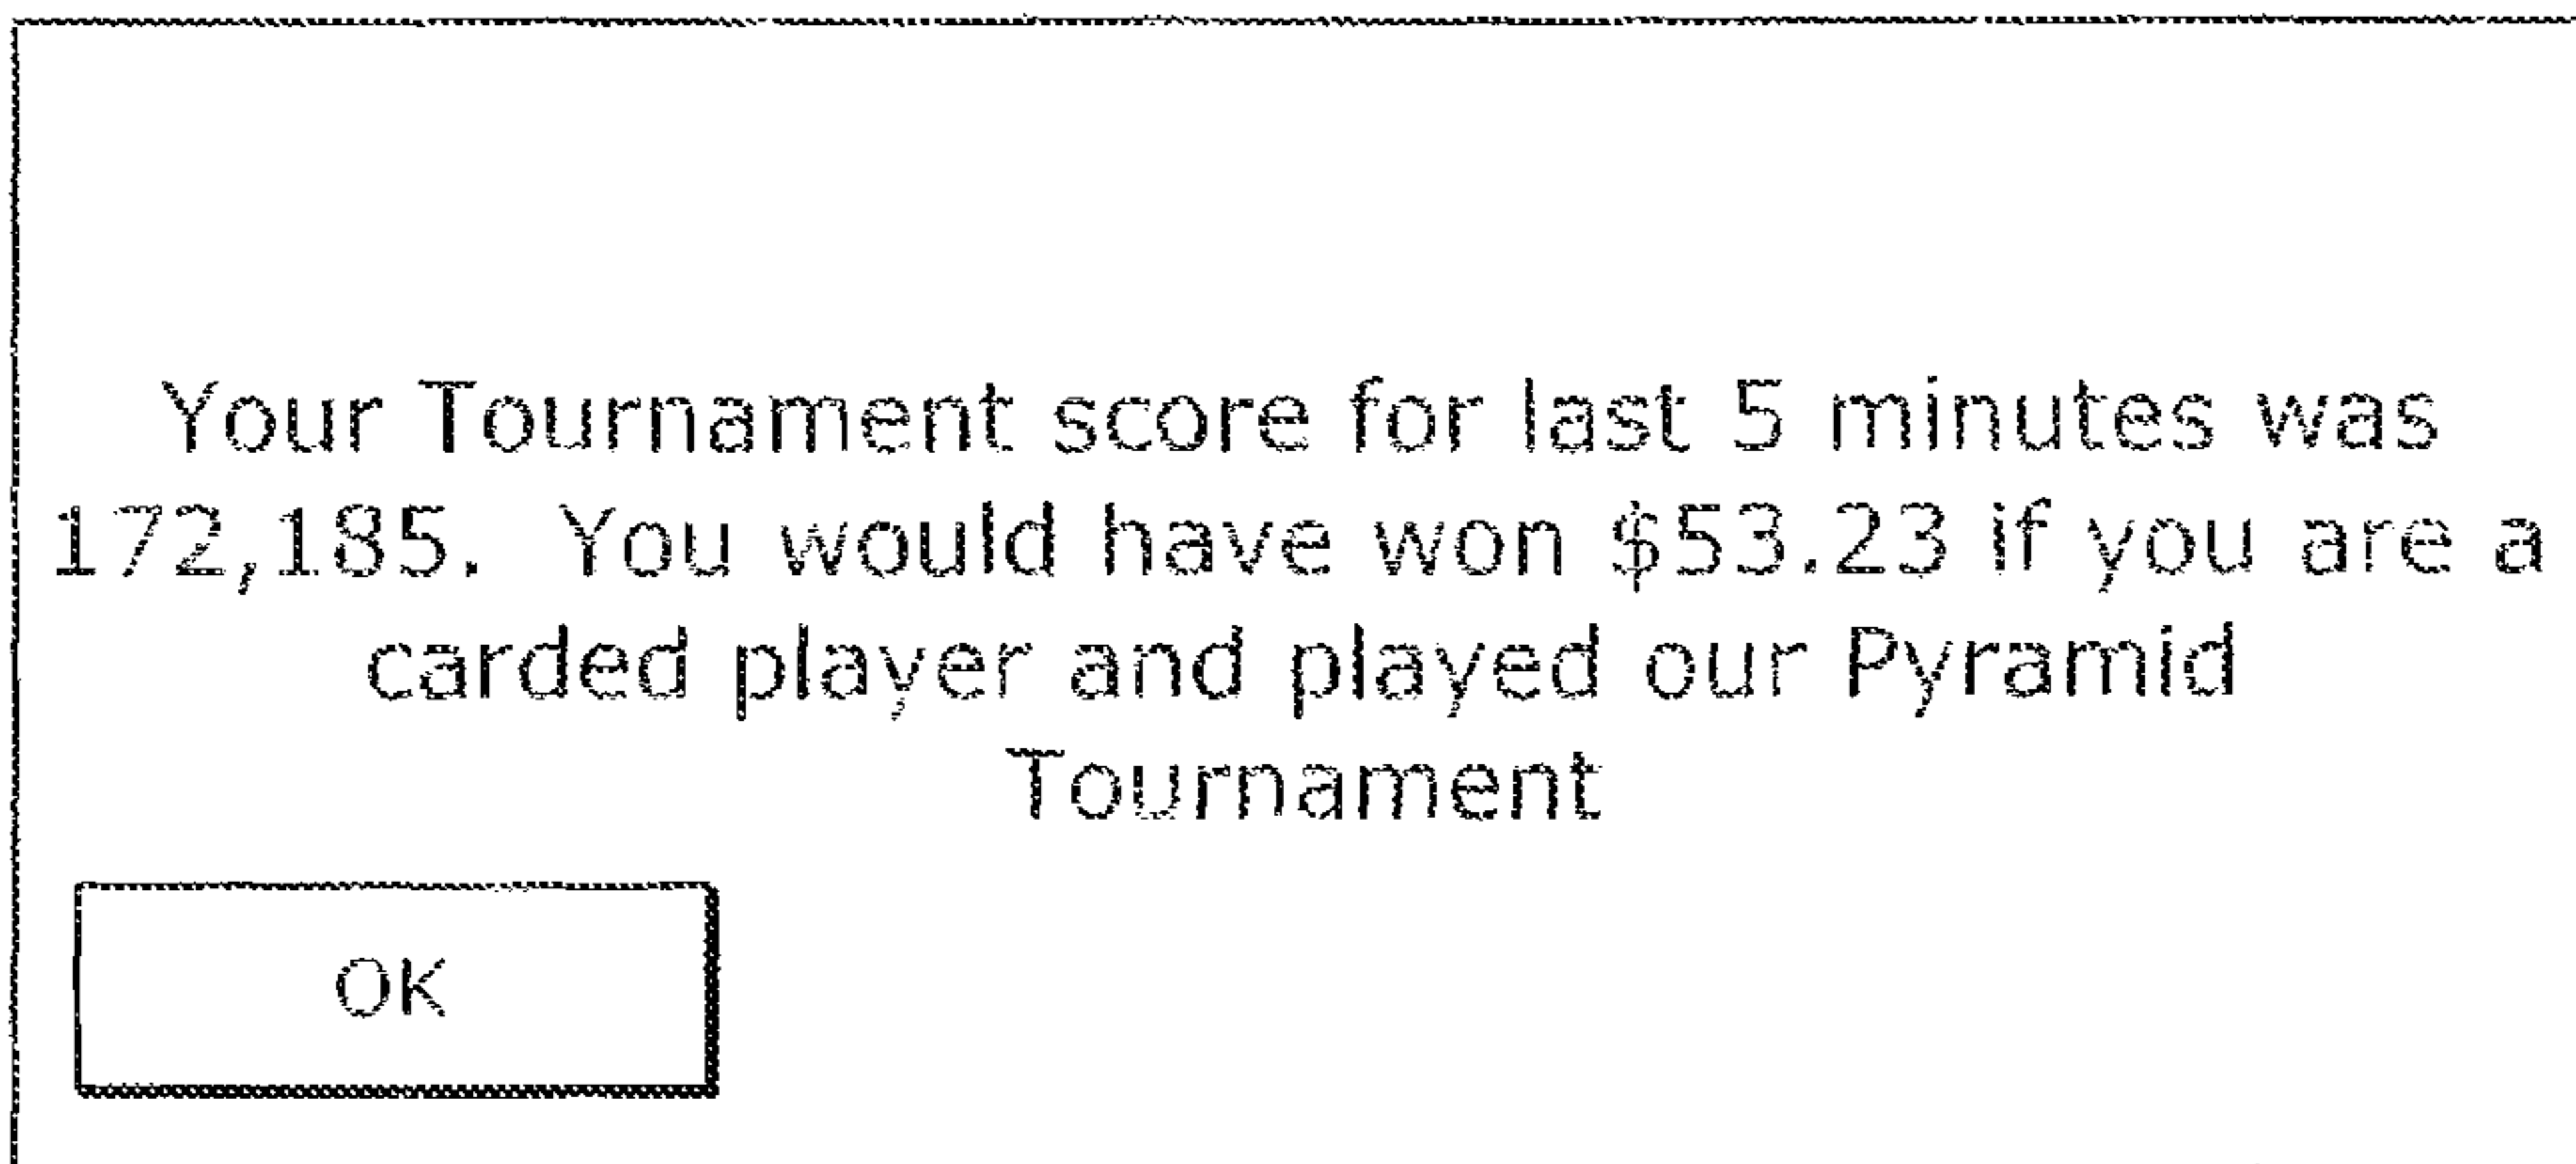 Your Tournament score for last 5 minutes was
172,185.  You would have won $53.23 if you are a
carded player and played our Pyramid
Tournament
OK